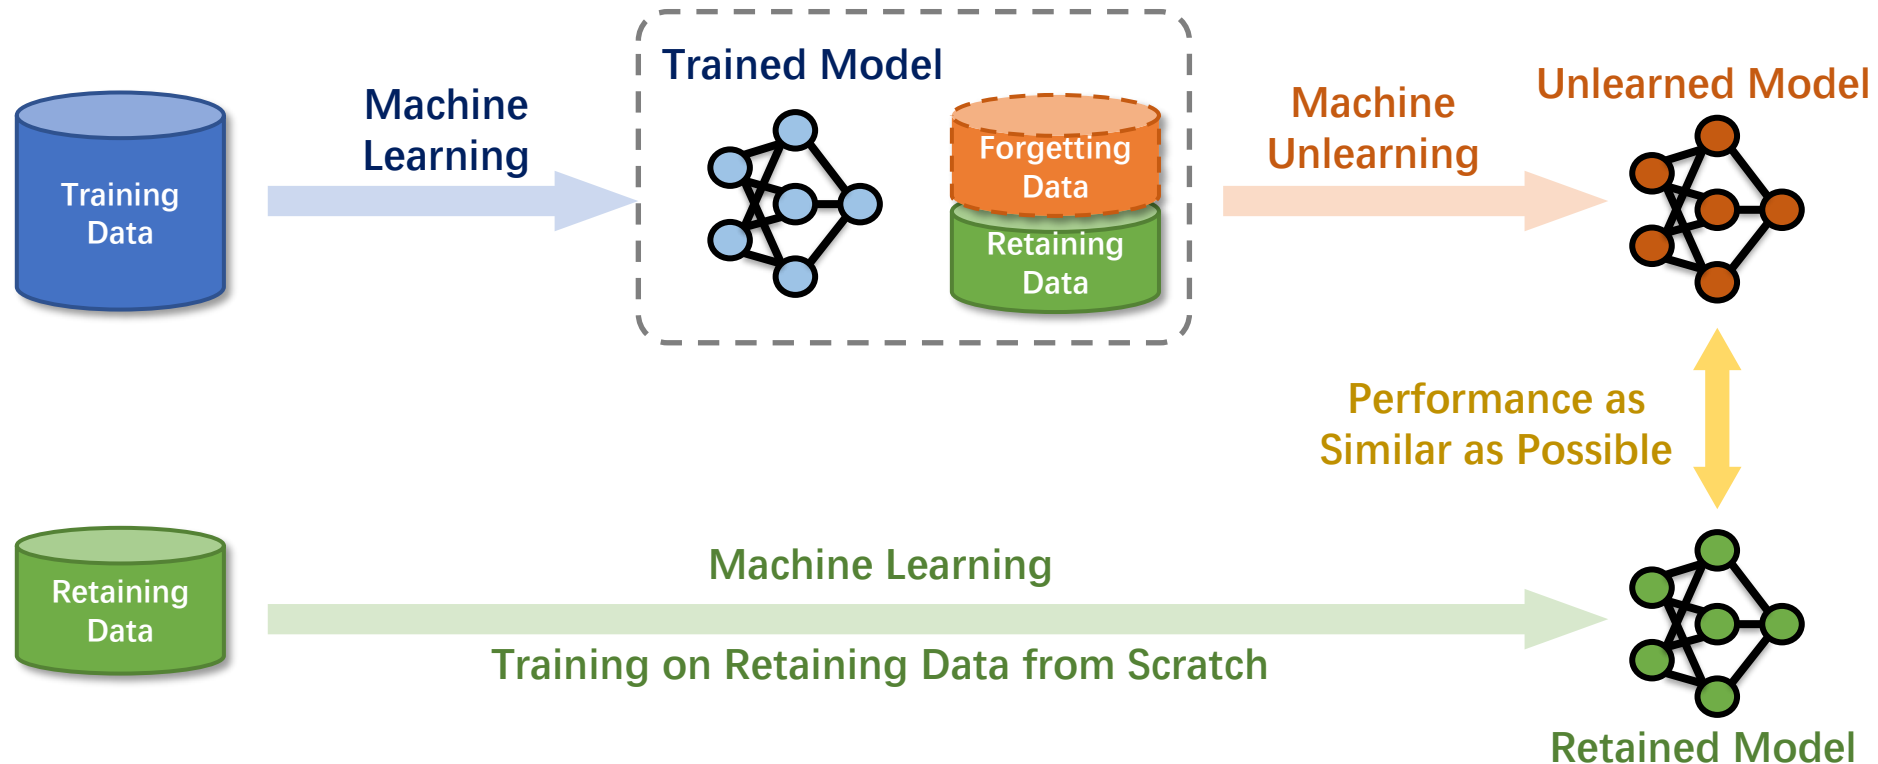 Training
Data
Machine
Learning
Trained Model
Forgetting
Data
Retaining
Data
Machine
Unlearning
Unlearned Model
Performance as
Similar as Possible
Retaining
Data
Machine Learning
Training on Retaining Data from Scratch
Retained Model